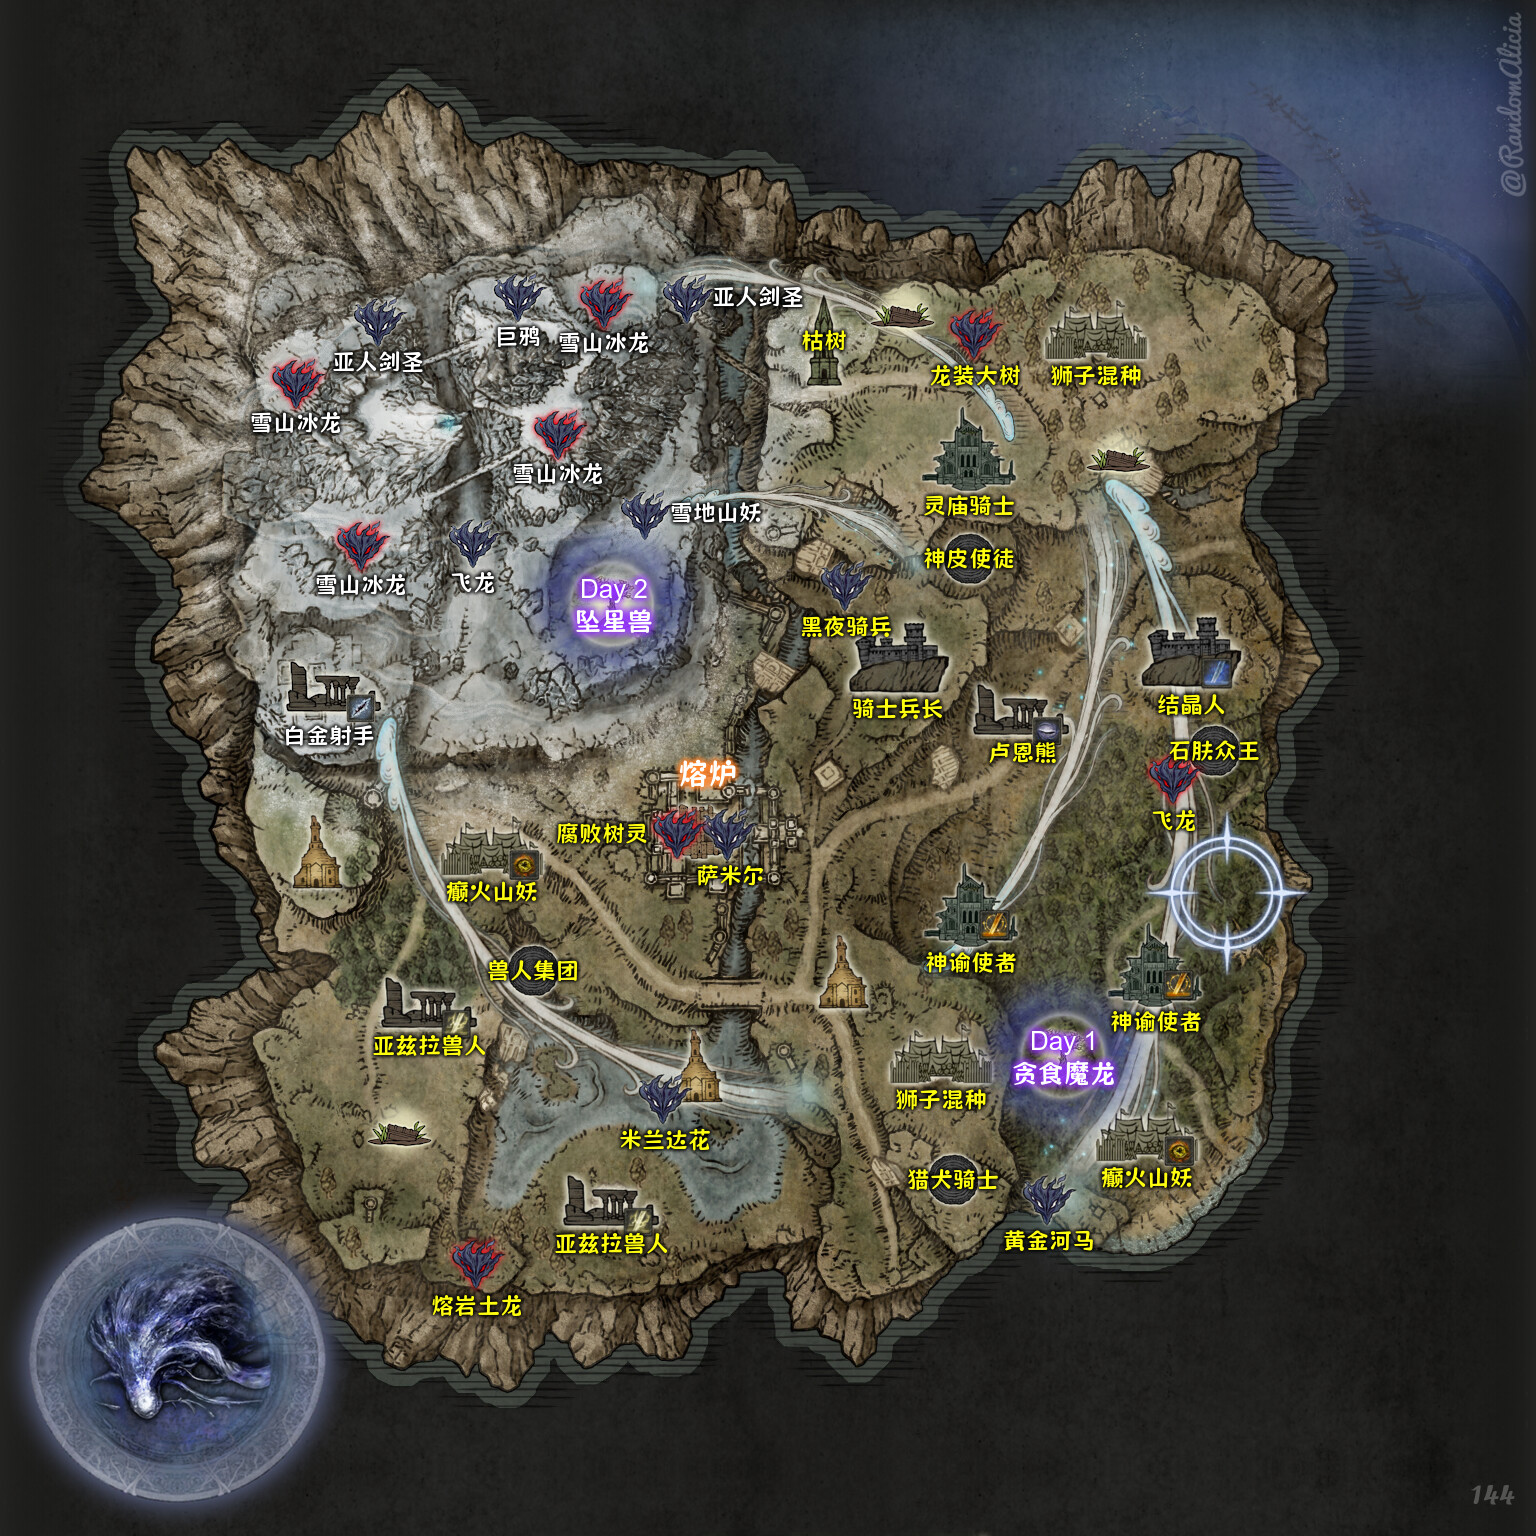 @RandomAlicia
亚人剑圣
巨鸦
雪山冰龙
亚人剑圣
枯树
龙装大树
狮子混种
雪山冰龙
雪山冰龙
灵庙骑士
雪地山妖
神皮使徒
雪山冰龙
飞龙
Day 2
坠星兽
黑夜骑兵
骑士兵长
结晶人
白金射手
卢恩熊
石肤众王
熔炉
飞龙
腐败树灵
萨米尔
癫火山妖
兽人集团
神谕使者
神谕使者
亚兹拉兽人
Day 1
贪食魔龙
狮子混种
米兰达花
猫犬骑士
癫火山妖
亚兹拉兽人
黄金河马
熔岩土龙
144